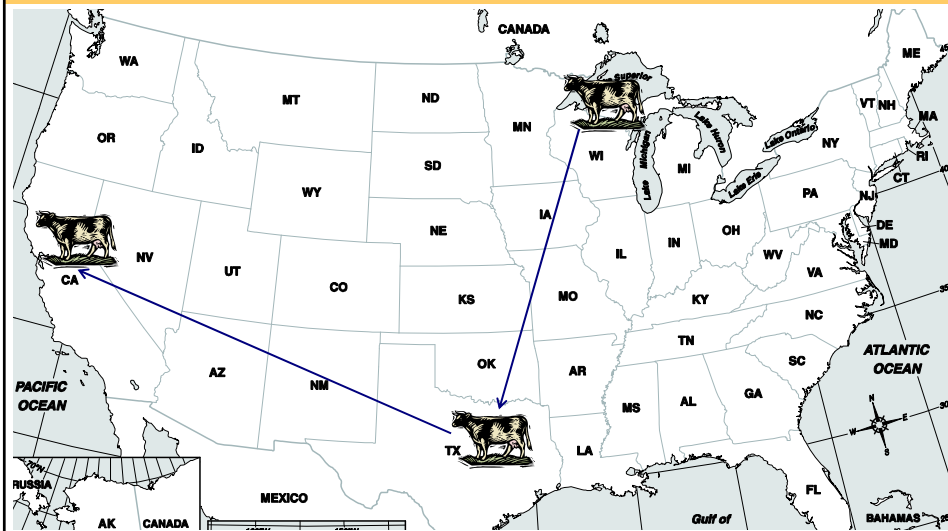 CANADA
WA
MT
ND
MN
Superior
ME
VT
NH
MA
OR
ID
SD
WI
Lake Michigan
Lake Huron
Lake Ontario
NY
MI
RI
CT
WY
Lake Erie
PA
NJ
IA
NE
OH
IN
IL
DE
MD
NV
UT
CO
WV
VA
CA
KS
MO
KY
NC
TN
AZ
NM
OK
AR
SC
ATLANTIC
OCEAN
PACIFIC
OCEAN
MS
AL
GA
N
W
E
S
TX
LA
RUSSIA
MEXICO
FL
AK
CANADA
Gulf of
BAHAMAS